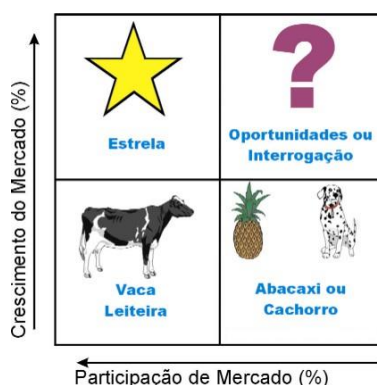 Crescimento do Mercado (%)
Estrela
?
Oportunidades ou
Interrogação
Vaca
Leiteira
Abacaxi ou
Cachorro
Participação de Mercado (%)